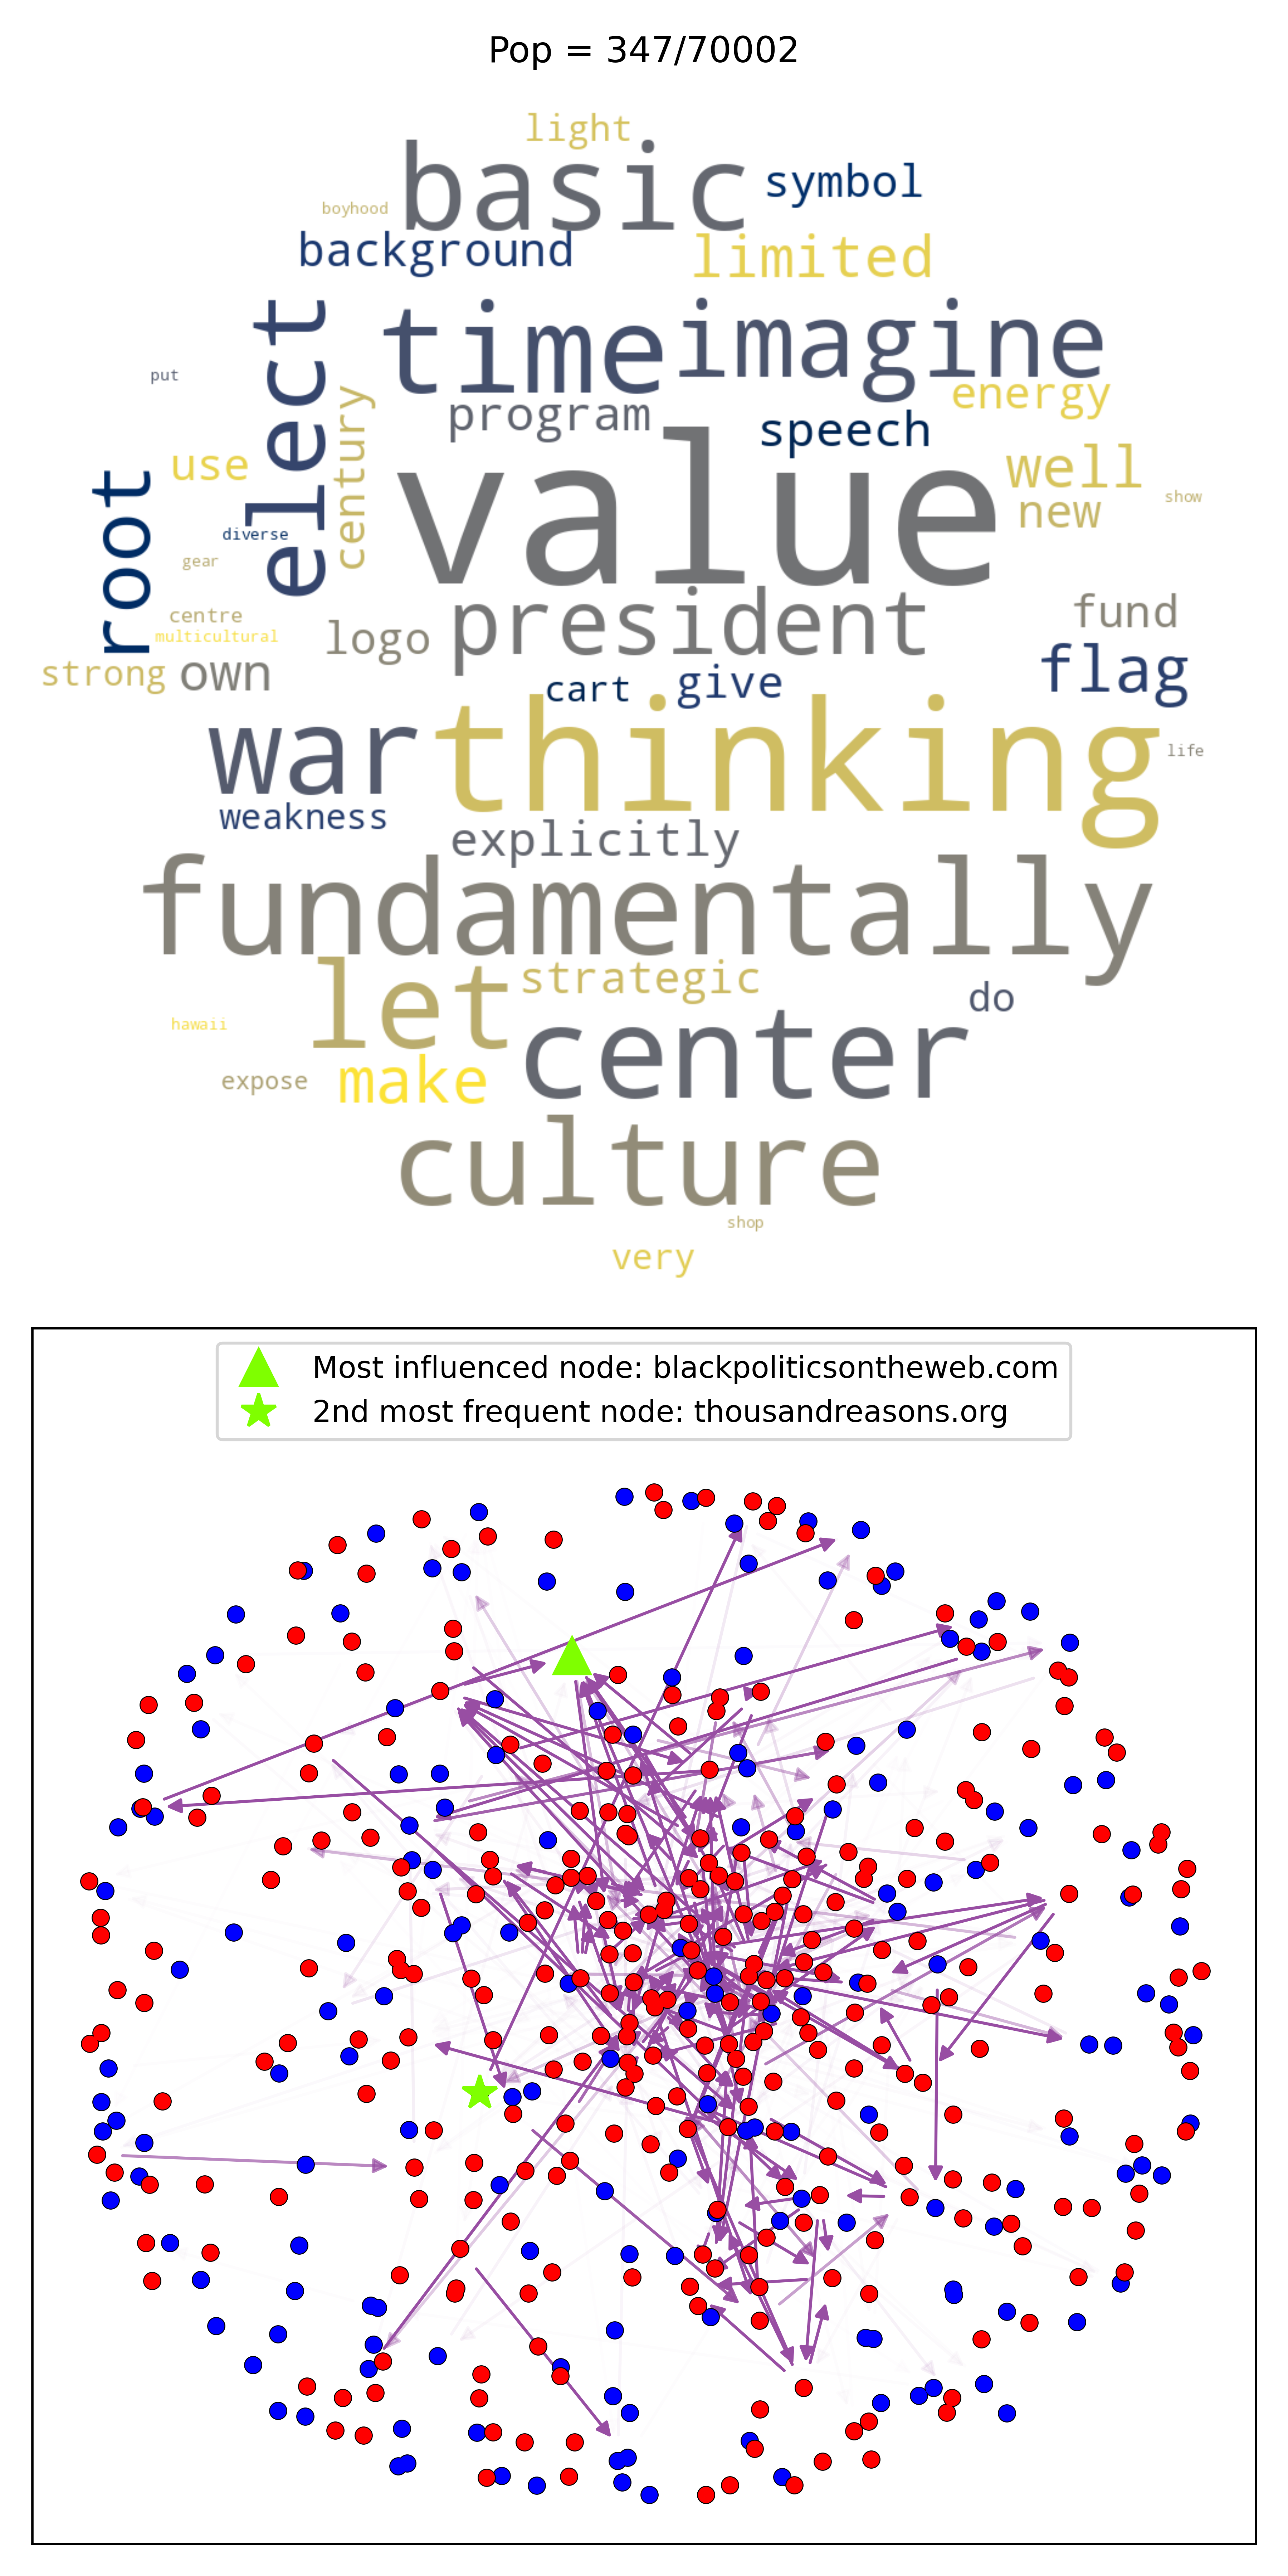 Pop = 347/70002
light
basic
symbol
boyhood
background
limited
elect
time
imagine
put
century
program
speech
energy
use
value
well
new
show
root
diverse
gear
centre
multicultural
logo
president
fund
strong
own
cart
give
flag
war
thinking
life
weakness
explicitly
fundamentally
let
strategic
do
hawaii
center
expose
make
culture
shop
very
Most influenced node: blackpoliticsontheweb.com
2nd most frequent node: thousandreasons.org